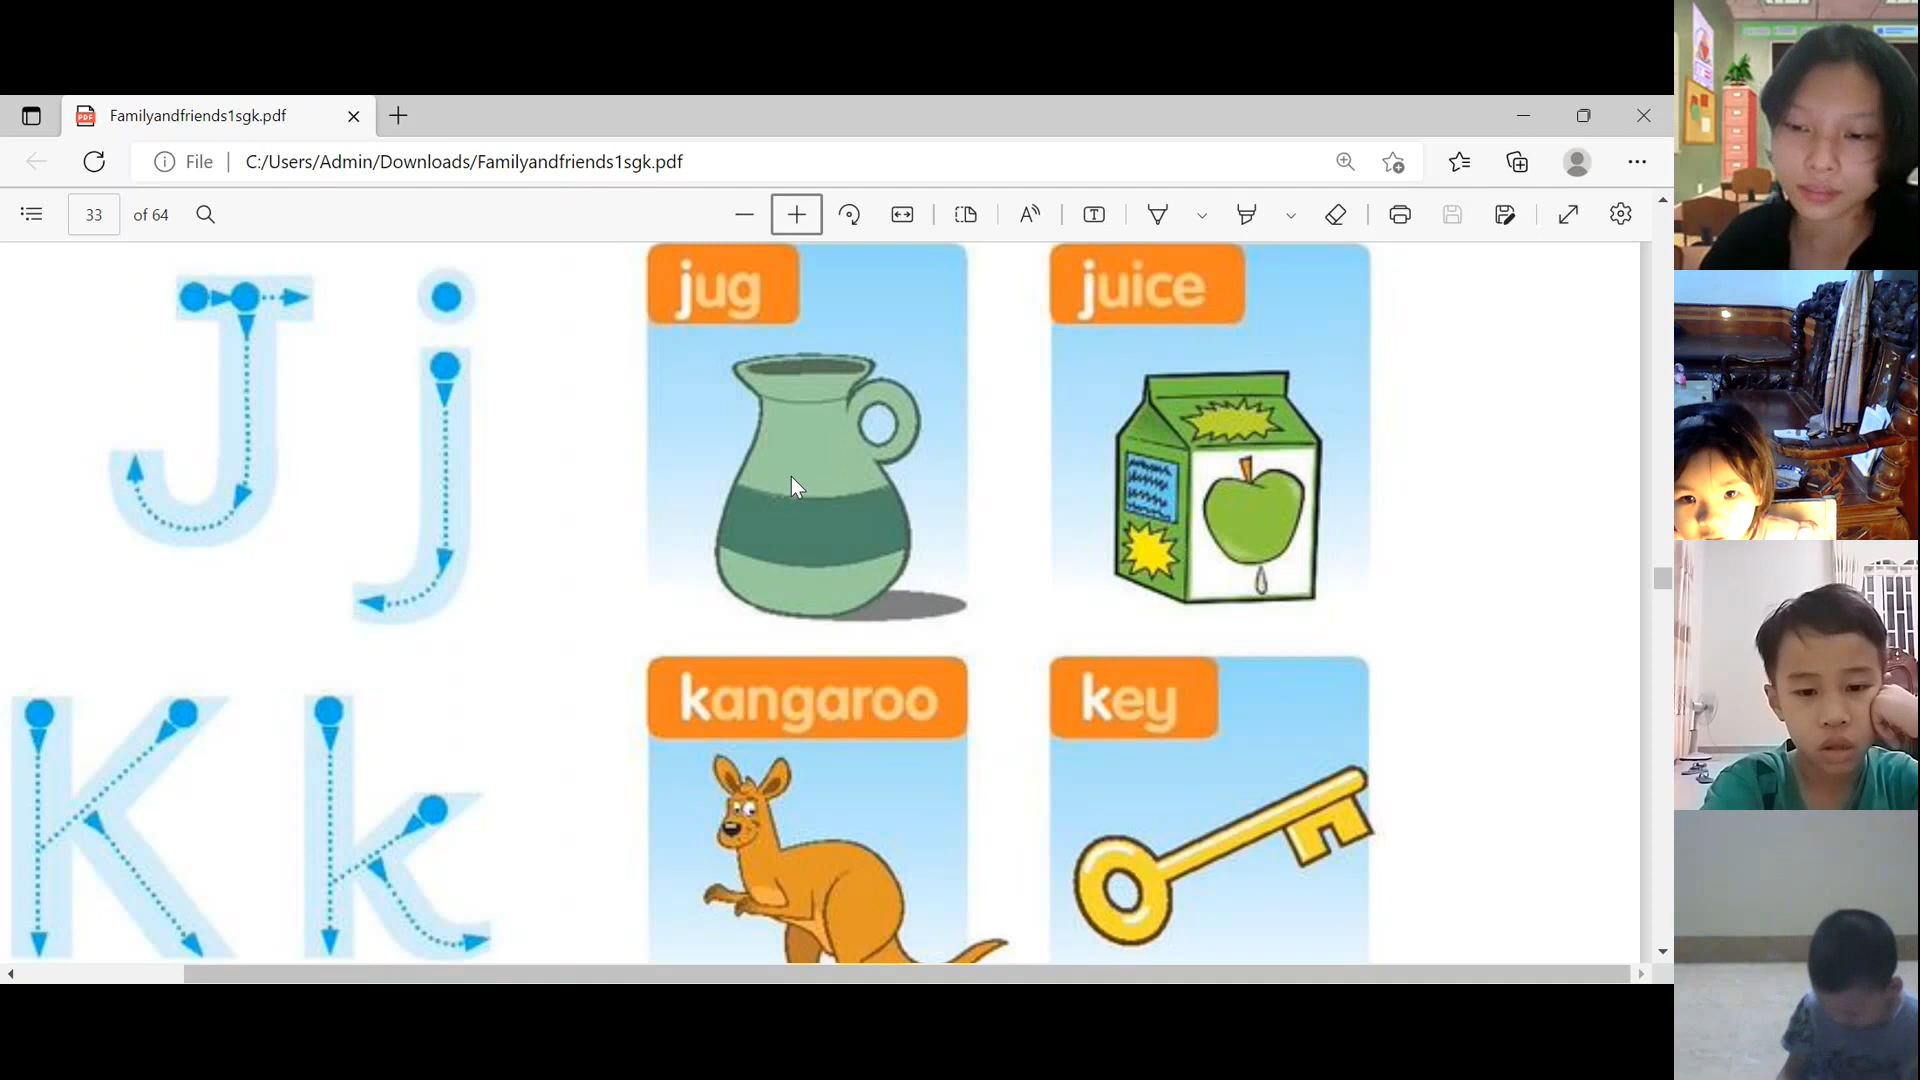 Familyandfriends1sgk.pdf
File | C:/Users/Admin/Downloads/Familyandfriends1sgk.pdf
33 of 64
J j
jug
juice
K k
kangaroo
key